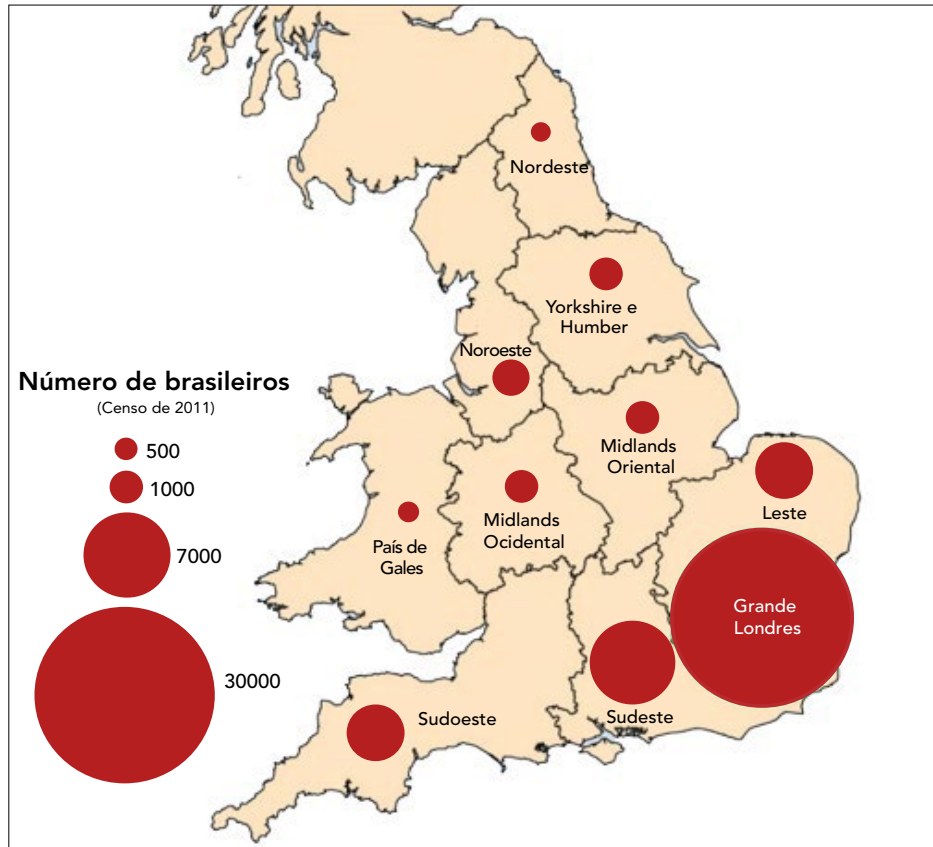 Nordeste
Yorkshire e
Humber
Noroeste
Número de brasileiros
(Censo de 2011)
500
1000
7000
30000
Midlands
Oriental
Leste
Midlands
Ocidental
País de
Gales
Grande
Londres
Sudeste
Sudoeste